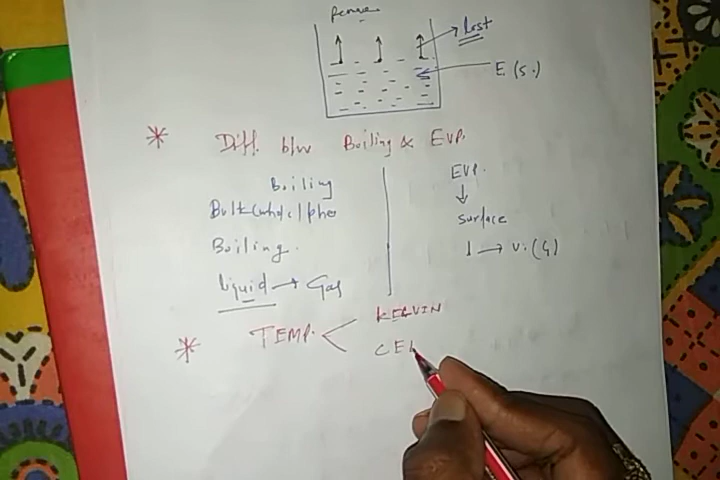 Lost
E (s.)
* Diff. b/w Boiling & EVP.
Boiling
EVP.
surface
Boiling.
l → v. (G)
Liquid → Gas
* TEMP. < KELVIN
CEL